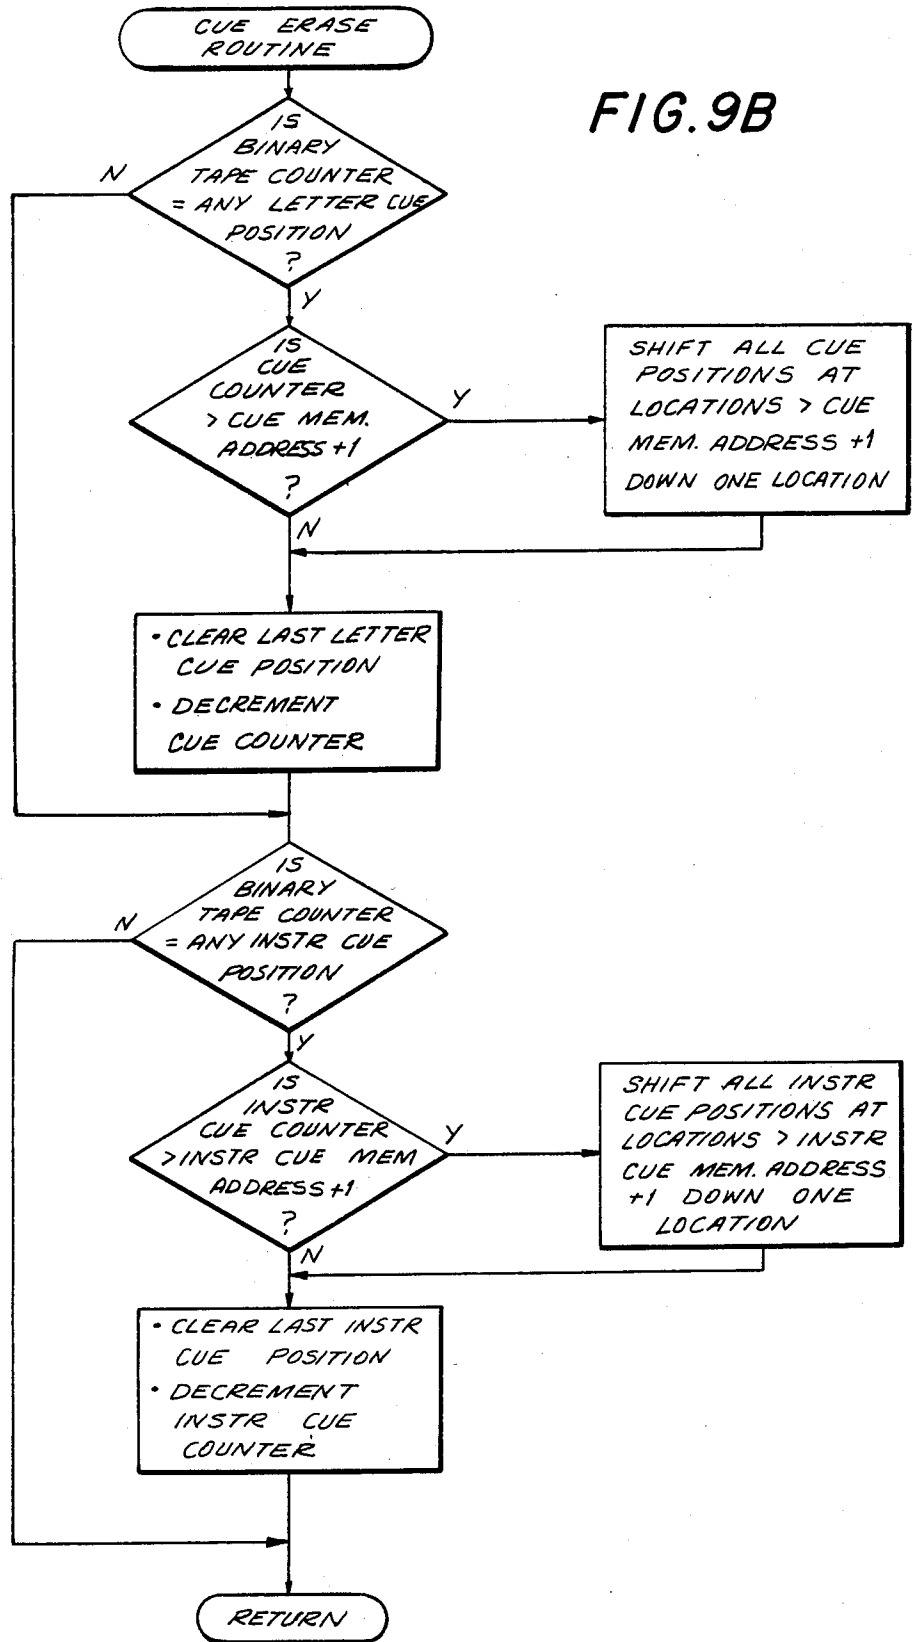 CUE ERASE
ROUTINE
FIG. 9B
IS
BINARY
TAPE COUNTER
= ANY LETTER CUE
POSITION
?
N
Y
IS
CUE
COUNTER
> CUE MEM.
ADDRESS +1
?
Y
N
SHIFT ALL CUE
POSITIONS AT
LOCATIONS > CUE
MEM. ADDRESS +1
DOWN ONE LOCATION
• CLEAR LAST LETTER
CUE POSITION
• DECREMENT
CUE COUNTER
IS
BINARY
TAPE COUNTER
= ANY INSTR CUE
POSITION
?
N
Y
IS
INSTR
CUE COUNTER
> INSTR CUE MEM
ADDRESS +1
?
Y
N
SHIFT ALL INSTR
CUE POSITIONS AT
LOCATIONS > INSTR
CUE MEM. ADDRESS
+1 DOWN ONE
LOCATION
• CLEAR LAST INSTR
CUE POSITION
• DECREMENT
INSTR CUE
COUNTER
RETURN